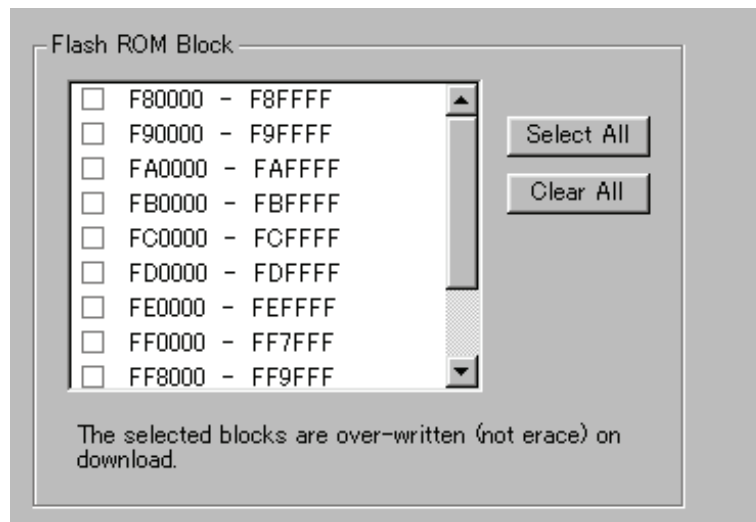 Flash ROM Block
F80000 - F8FFFF
F90000 - F9FFFF
FA0000 - FAFFFF
FB0000 - FBFFFF
FC0000 - FCFFFF
FD0000 - FDFFFF
FE0000 - FEFFFF
FF0000 - FF7FFF
FF8000 - FF9FFF
Select All
Clear All
The selected blocks are over-written (not erace) on
download.